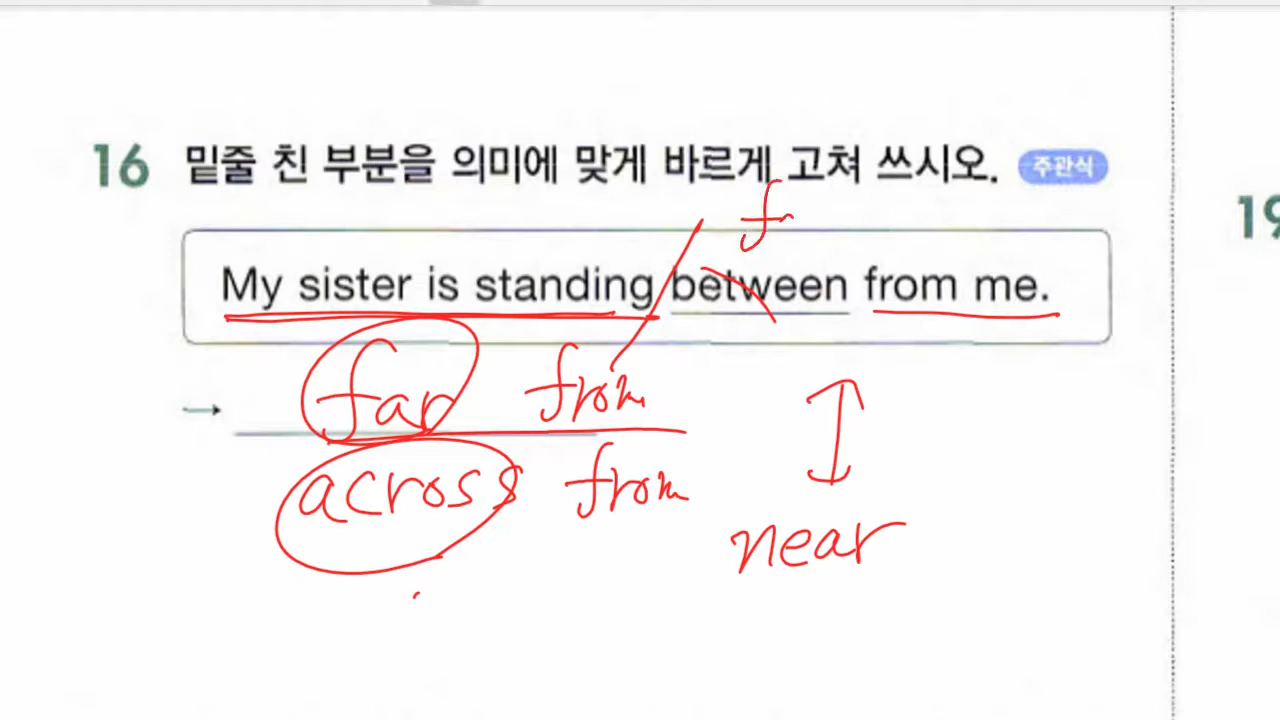 16 밑줄 친 부분을 의미에 맞게 바르게 고쳐 쓰시오. 주관식
f
My sister is standing between from me.
→ far from
across from
near
19